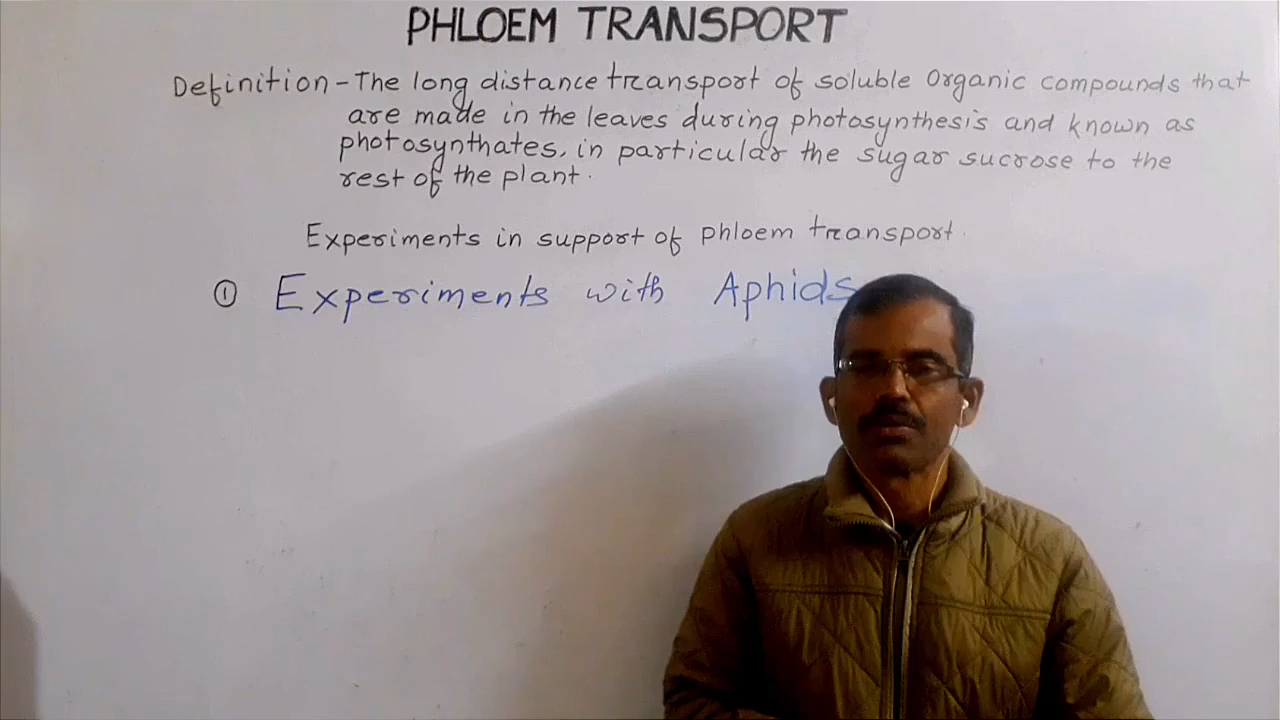 PHLOEM TRANSPORT
Definition - The long distance transport of soluble Organic compounds that
are made in the leaves during photosynthesis and known as
photosynthates, in particular the sugar sucrose to the
rest of the plant.
Experiments in support of phloem transport.
① Experiments with Aphids